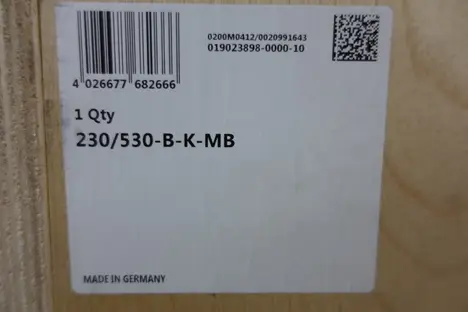 0200M0412/0020991643
019023898-0000-10
4 026677 682666
1 Qty
230/530-B-K-MB
MADE IN GERMANY